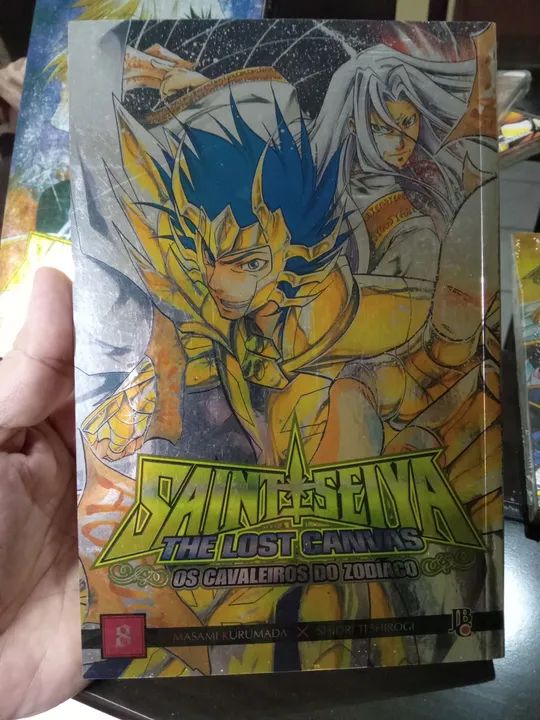 SAINT SEIYA
THE LOST CANVAS
OS CAVALEIROS DO ZODÍACO
8
MASAMI KURUMADA X SHIORI TESHIROGI
JBC